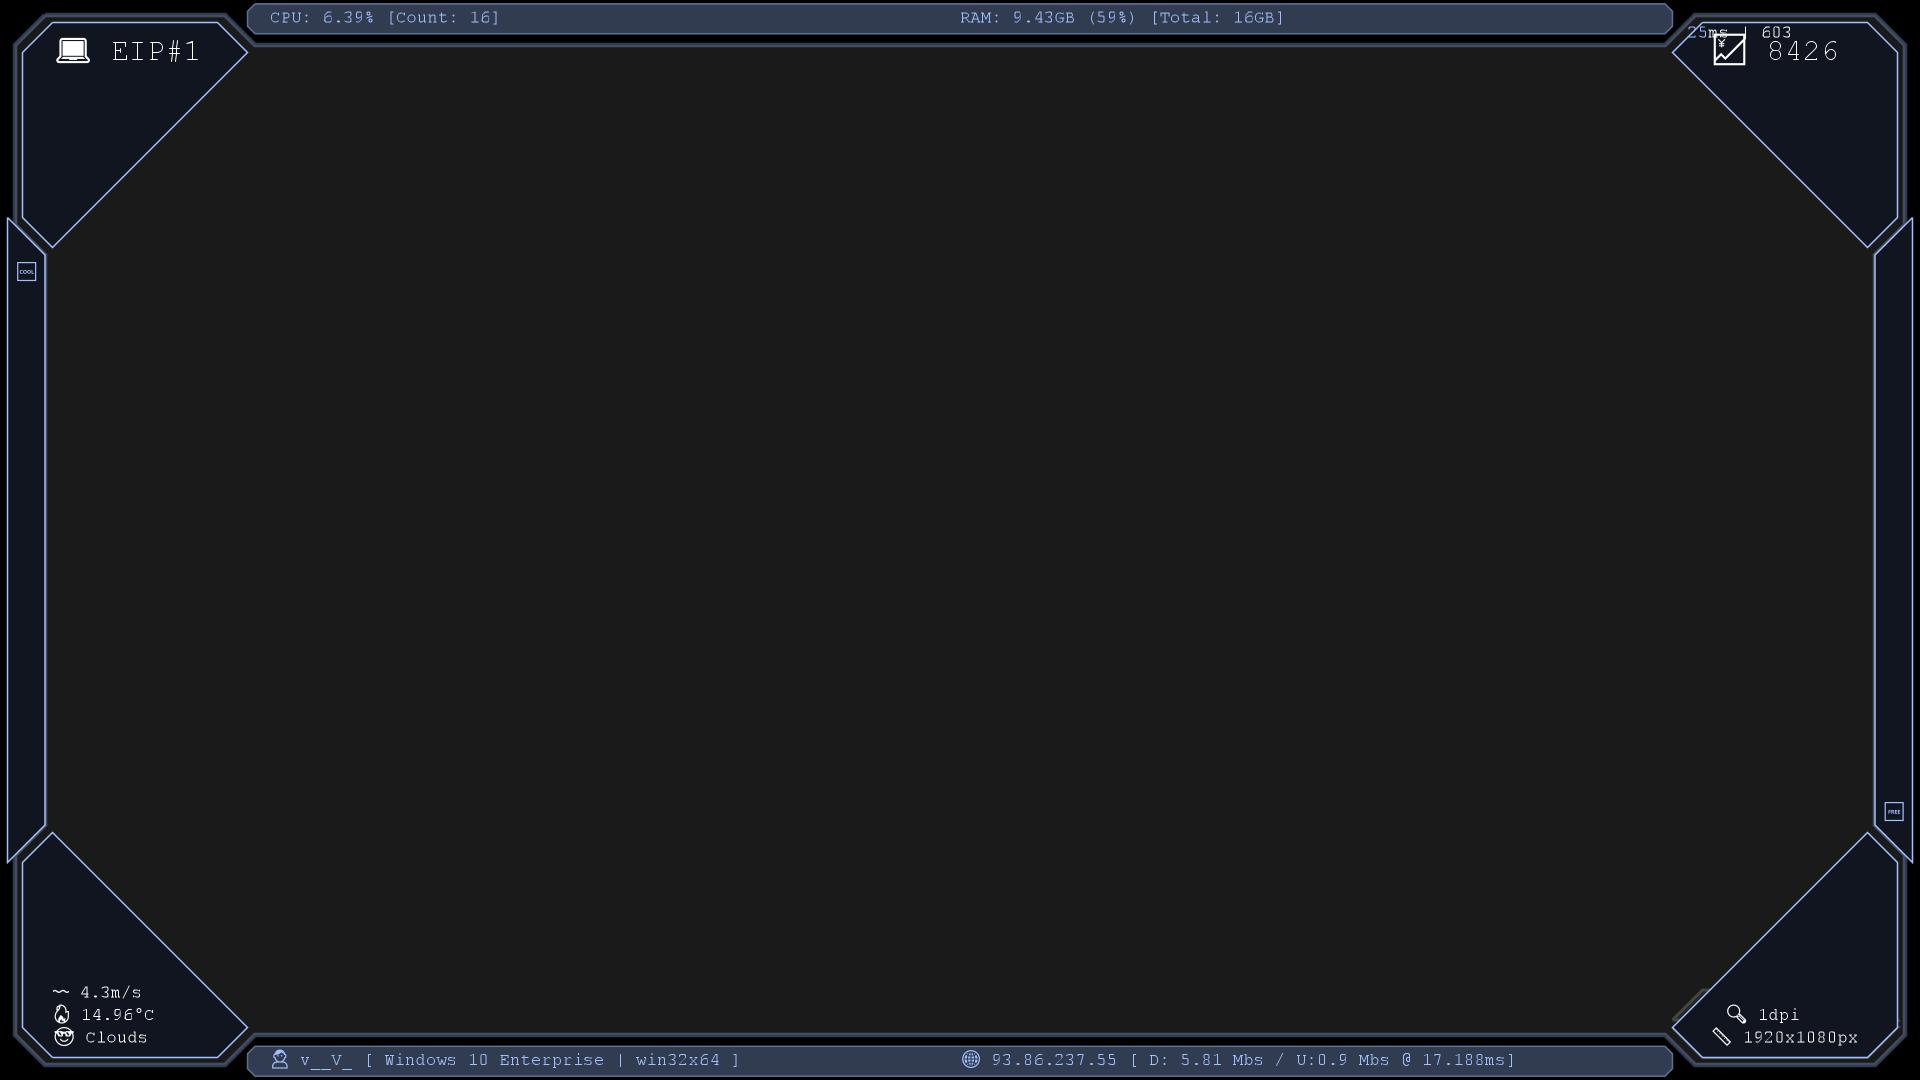 CPU: 6.39% [Count: 16]
RAM: 9.43GB (59%) [Total: 16GB]
EIP#1
25ms | 603
8426
COOL
FREE
4.3m/s
14.96°C
Clouds
1dpi
1920x1080px
v__V_ [ Windows 10 Enterprise | win32x64 ]
93.86.237.55 [ D: 5.81 Mbs / U:0.9 Mbs @ 17.188ms]